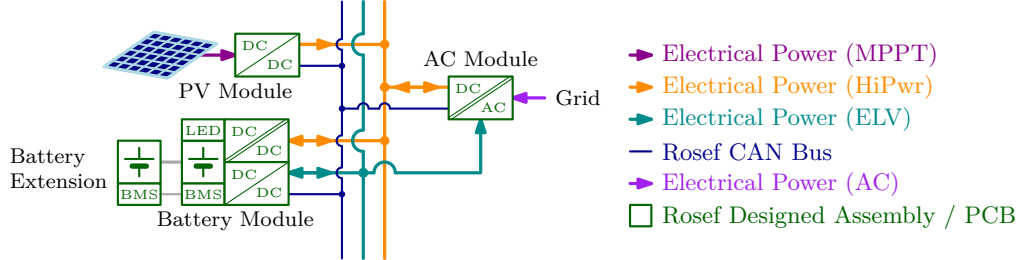 DC
DC
PV Module
AC Module
DC
AC
Grid
LED
DC
DC
DC
DC
BMS
BMS
Battery
Extension
Battery Module
Electrical Power (MPPT)
Electrical Power (HiPwr)
Electrical Power (ELV)
Rosef CAN Bus
Electrical Power (AC)
Rosef Designed Assembly / PCB